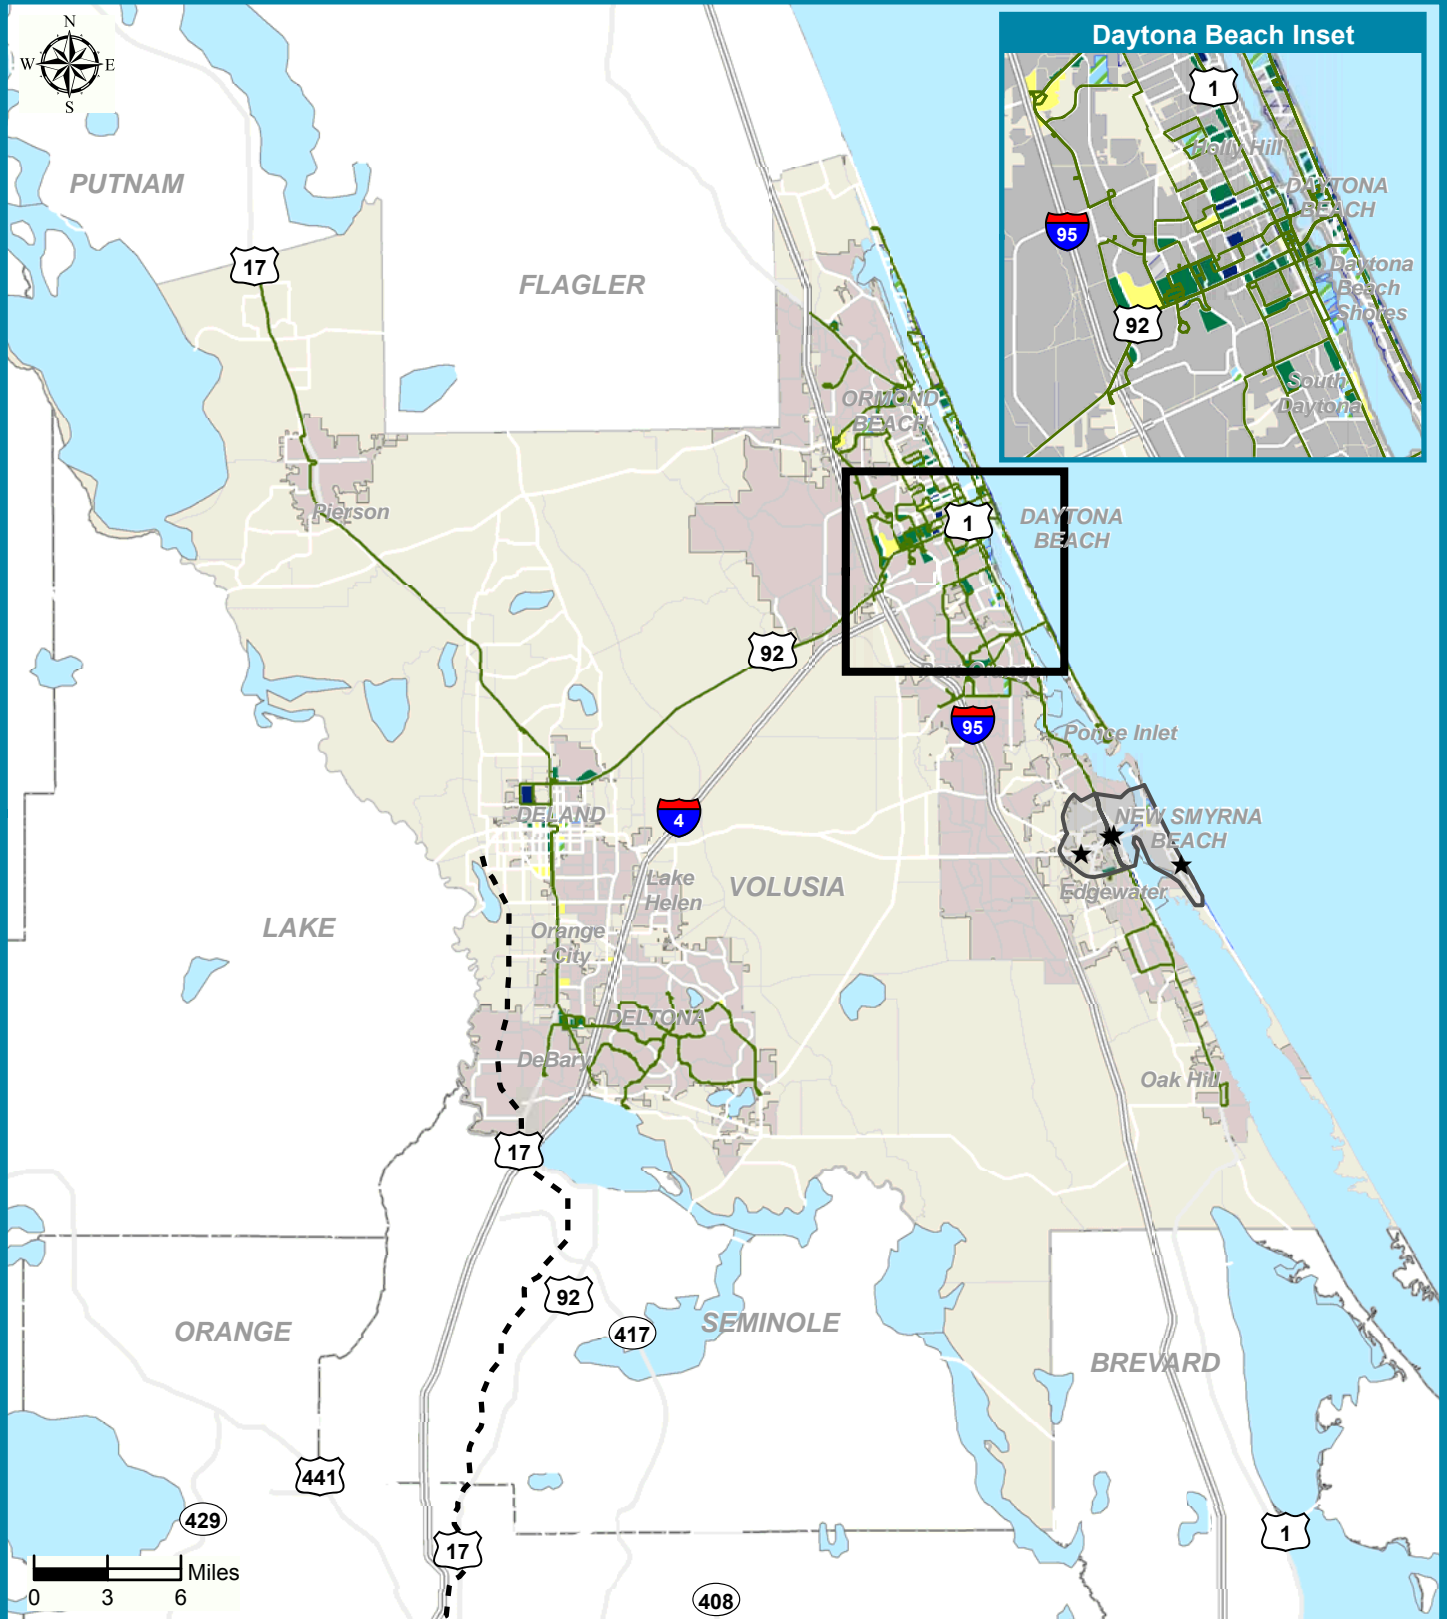 N
W E
S
Daytona Beach Inset
1
Holly Hill
DAYTONA
BEACH
95
Daytona
Beach
Shores
92
South
Daytona
PUTNAM
17
FLAGLER
ORMOND
BEACH
Pierson
1
DAYTONA
BEACH
92
95
Ponce Inlet
DELAND
4
NEW SMYRNA
BEACH
Lake
Helen
VOLUSIA
Edgewater
LAKE
Orange
City
DELTONA
DeBary
Oak Hill
17
92
417
SEMINOLE
ORANGE
BREVARD
441
429
17
1
Miles
0 3 6
408